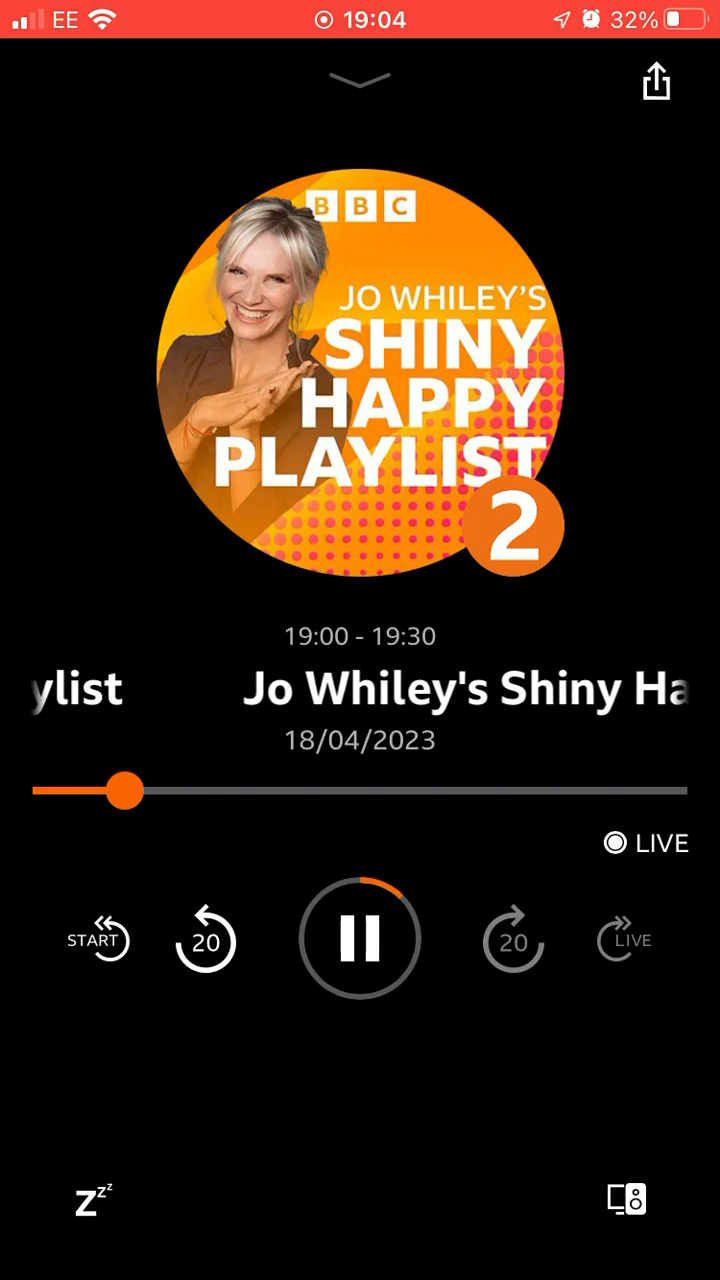 EE 19:04 32%
BBC
JO WHILEY'S
SHINY
HAPPY
PLAYLIST
2
19:00 - 19:30
ylist Jo Whiley's Shiny Ha
18/04/2023
LIVE
START 20 20 LIVE
Zzz